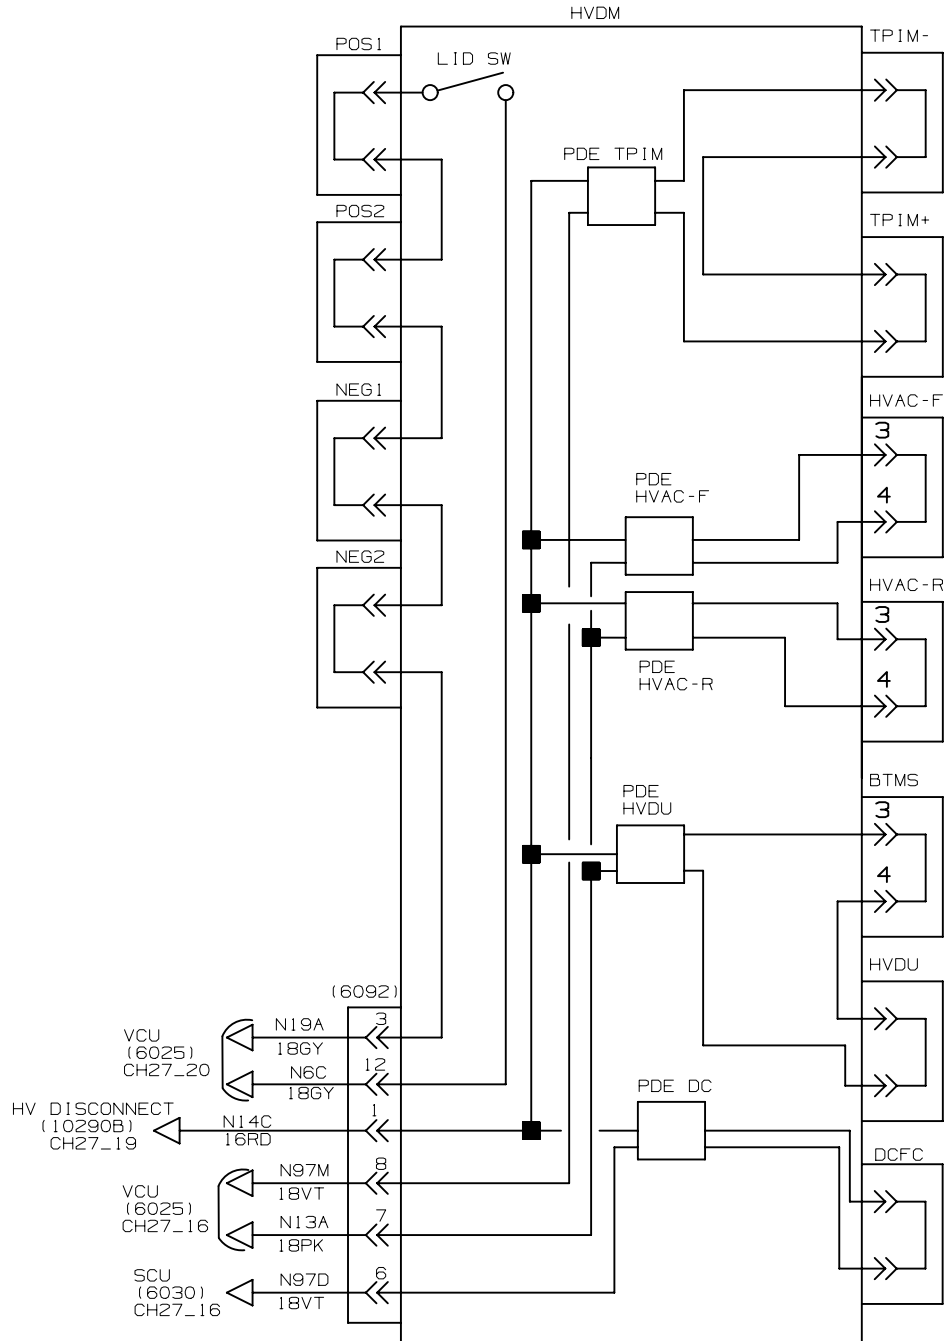 HVDM
POS1
LID SW
TPIM-
PDE TPIM
POS2
TPIM+
NEG1
HVAC-F
3
4
PDE
HVAC-F
NEG2
HVAC-R
3
4
PDE
HVAC-R
BTMS
3
4
PDE
HVDU
HVDU
(6092)
VCU
(6025)
CH27_20
N19A
18GY
3
N6C
18GY
12
HV DISCONNECT
(10290B)
CH27_19
N14C
16RD
1
PDE DC
DCFC
VCU
(6025)
CH27_16
N97M
18VT
8
N13A
18PK
7
SCU
(6030)
CH27_16
N97D
18VT
6